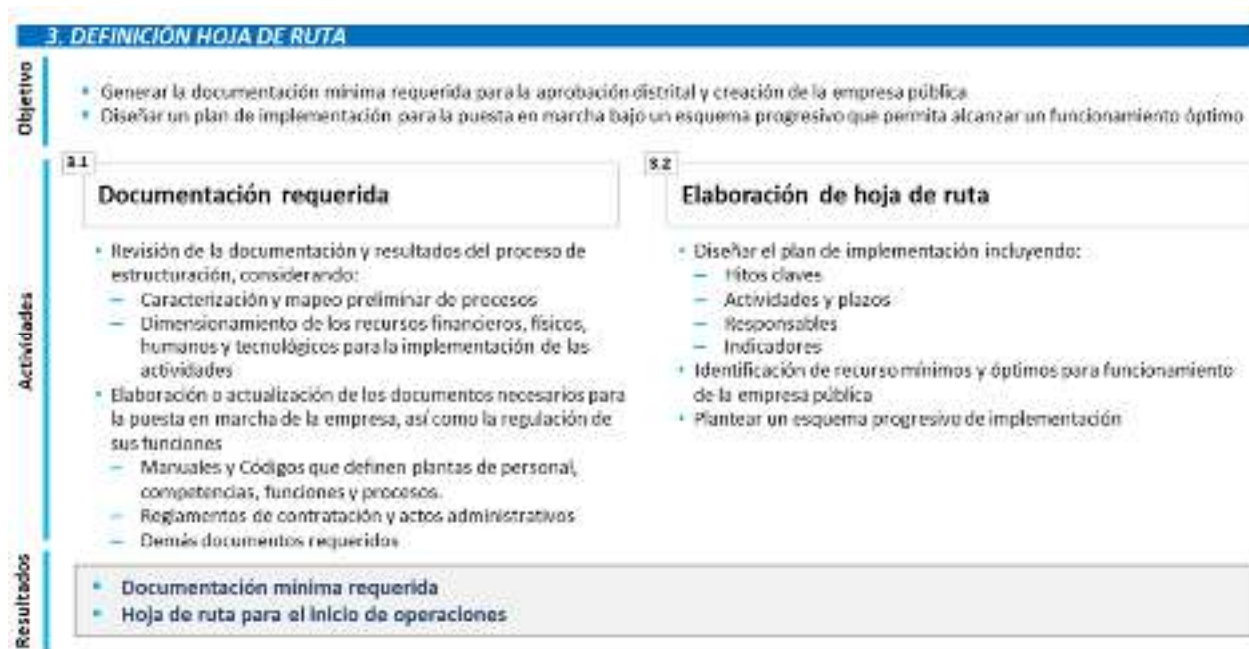 3. DEFINICIÓN HOJA DE RUTA
Objetivo
Generar la documentación mínima requerida para la aprobación distrital y creación de la empresa pública
Diseñar un plan de implementación para la puesta en marcha bajo un esquema progresivo que permita alcanzar un funcionamiento óptimo
Actividades
3.1
Documentación requerida
• Revisión de la documentación y resultados del proceso de
estructuración, considerando:
– Caracterización y mapeo preliminar de procesos
– Dimensionamiento de los recursos financieros, físicos,
humanos y tecnológicos para la implementación de las
actividades
• Elaboración o actualización de los documentos necesarios para
la puesta en marcha de la empresa, así como la regulación de
sus funciones
– Manuales y Códigos que definen plantas de personal,
competencias, funciones y procesos.
– Reglamentos de contratación y actos administrativos
– Demás documentos requeridos
3.2
Elaboración de hoja de ruta
• Diseñar el plan de implementación incluyendo:
– Hitos claves
– Actividades y plazos
– Responsables
– Indicadores
• Identificación de recurso mínimos y óptimos para funcionamiento
de la empresa pública
• Plantear un esquema progresivo de implementación
Resultados
Documentación mínima requerida
Hoja de ruta para el inicio de operaciones